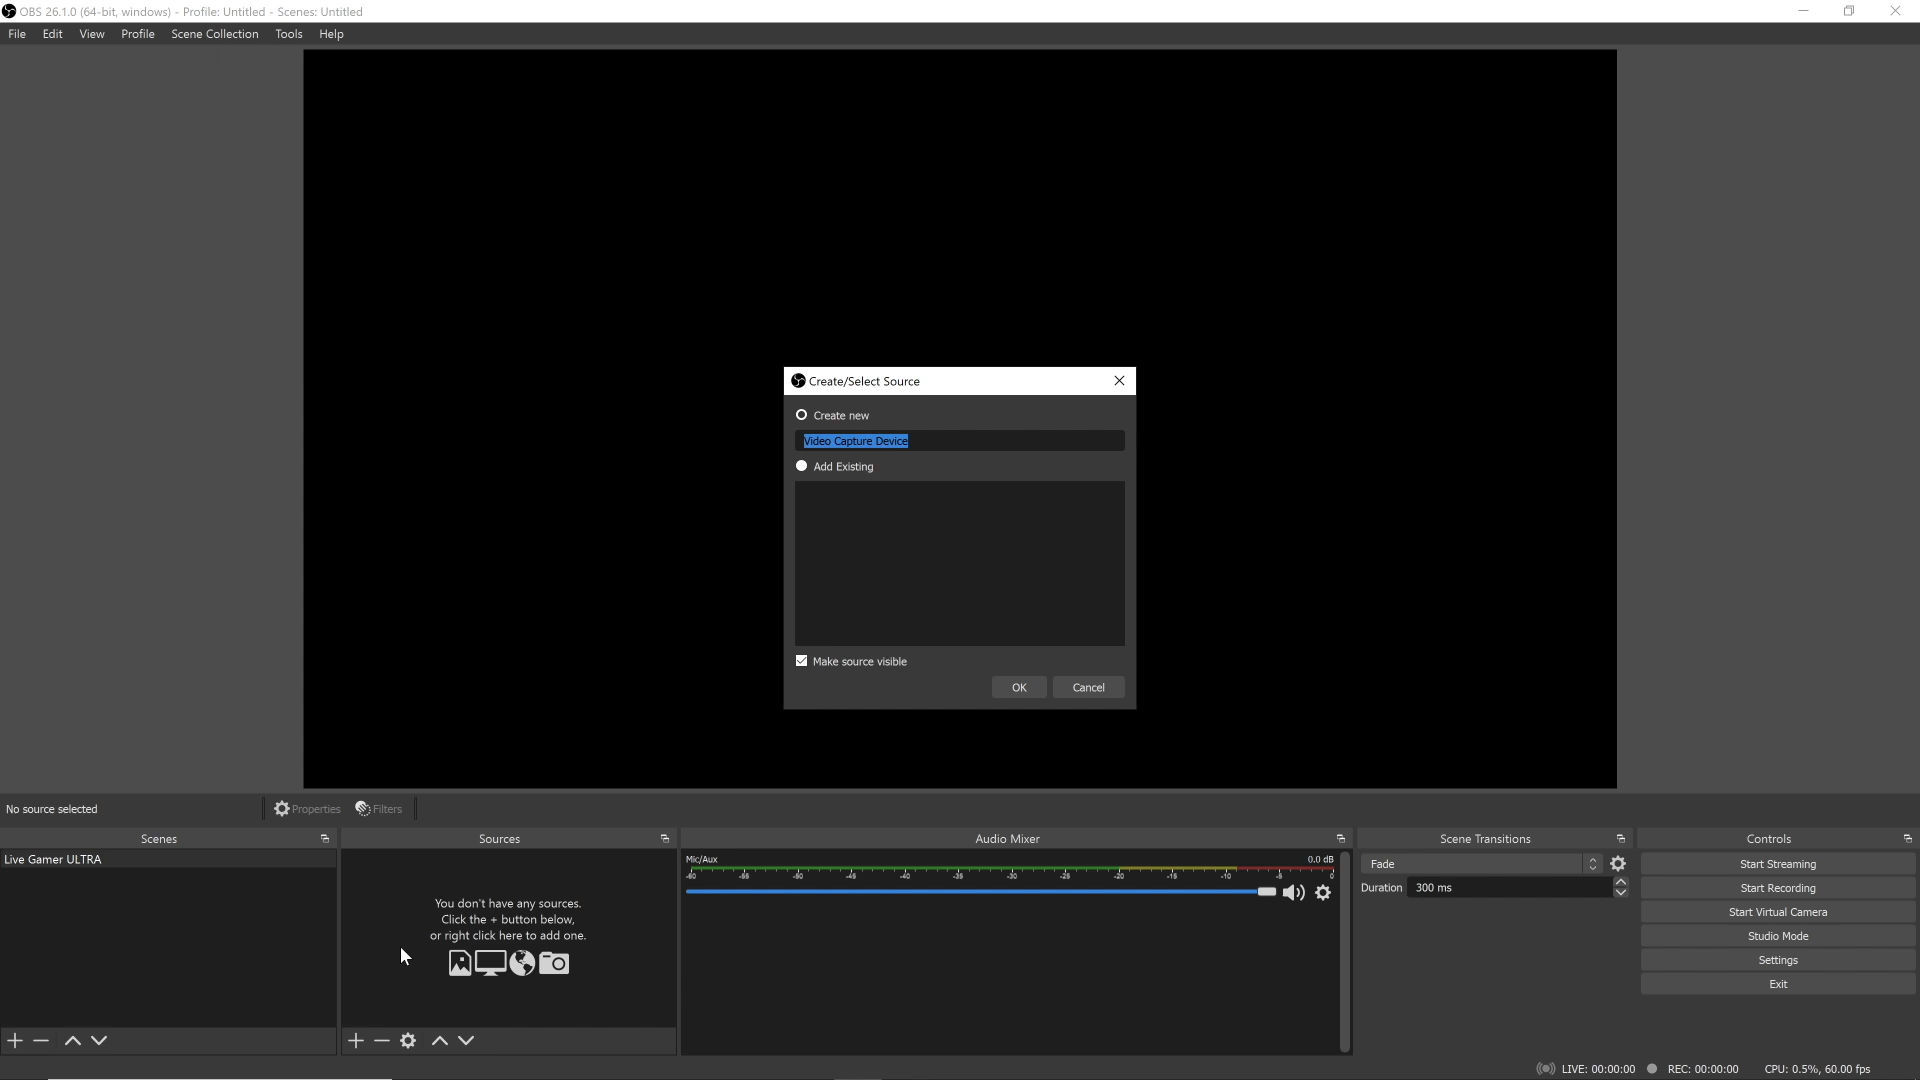 OBS 26.1.0 (64-bit, windows) - Profile: Untitled - Scenes: Untitled
File Edit View Profile Scene Collection Tools Help
Create/Select Source
Create new
Video Capture Device
Add Existing
Make source visible
OK Cancel
No source selected Properties Filters
Scenes Sources Audio Mixer Scene Transitions Controls
Live Gamer ULTRA
You don't have any sources.
Click the + button below,
or right click here to add one.
Mic/Aux 0.0 dB
-60 -55 -50 -45 -40 -35 -30 -25 -20 -15 -10 -5 0
Fade
Duration 300 ms
Start Streaming
Start Recording
Start Virtual Camera
Studio Mode
Settings
Exit
LIVE: 00:00:00 REC: 00:00:00 CPU: 0.5%, 60.00 fps